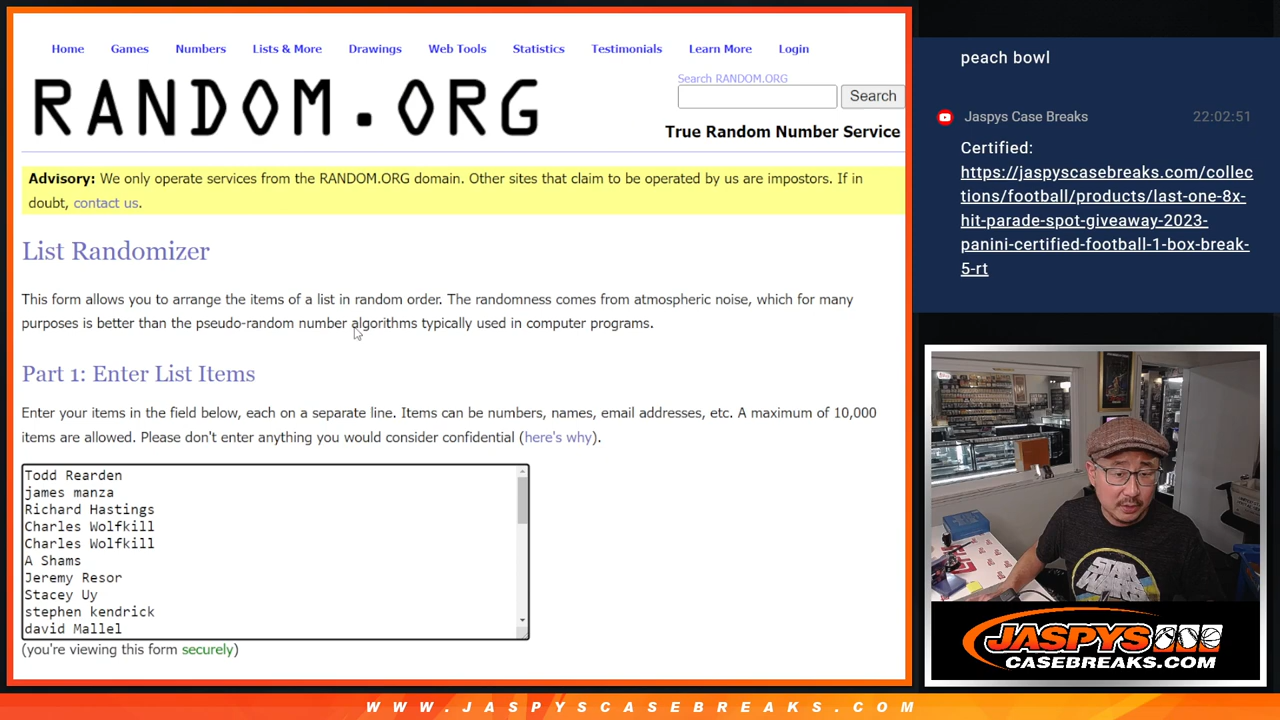 Home Games Numbers Lists & More Drawings Web Tools Statistics Testimonials Learn More Login
RANDOM.ORG
Search RANDOM.ORG
Search
True Random Number Service
Advisory: We only operate services from the RANDOM.ORG domain. Other sites that claim to be operated by us are impostors. If in
doubt, contact us.
List Randomizer
This form allows you to arrange the items of a list in random order. The randomness comes from atmospheric noise, which for many
purposes is better than the pseudo-random number algorithms typically used in computer programs.
Part 1: Enter List Items
Enter your items in the field below, each on a separate line. Items can be numbers, names, email addresses, etc. A maximum of 10,000
items are allowed. Please don't enter anything you would consider confidential (here's why).
Todd Rearden
james manza
Richard Hastings
Charles Wolfkill
Charles Wolfkill
A Shams
Jeremy Resor
Stacey Uy
stephen kendrick
david Mallel
(you're viewing this form securely)
peach bowl
Jaspys Case Breaks 22:02:51
Certified:
https://jaspyscasebreaks.com/collec
tions/football/products/last-one-8x-
hit-parade-spot-giveaway-2023-
panini-certified-football-1-box-break-
5-rt
STAR
WARS
JASPYS
CASEBREAKS.COM
WWW.JASPYSCASEBREAKS.COM